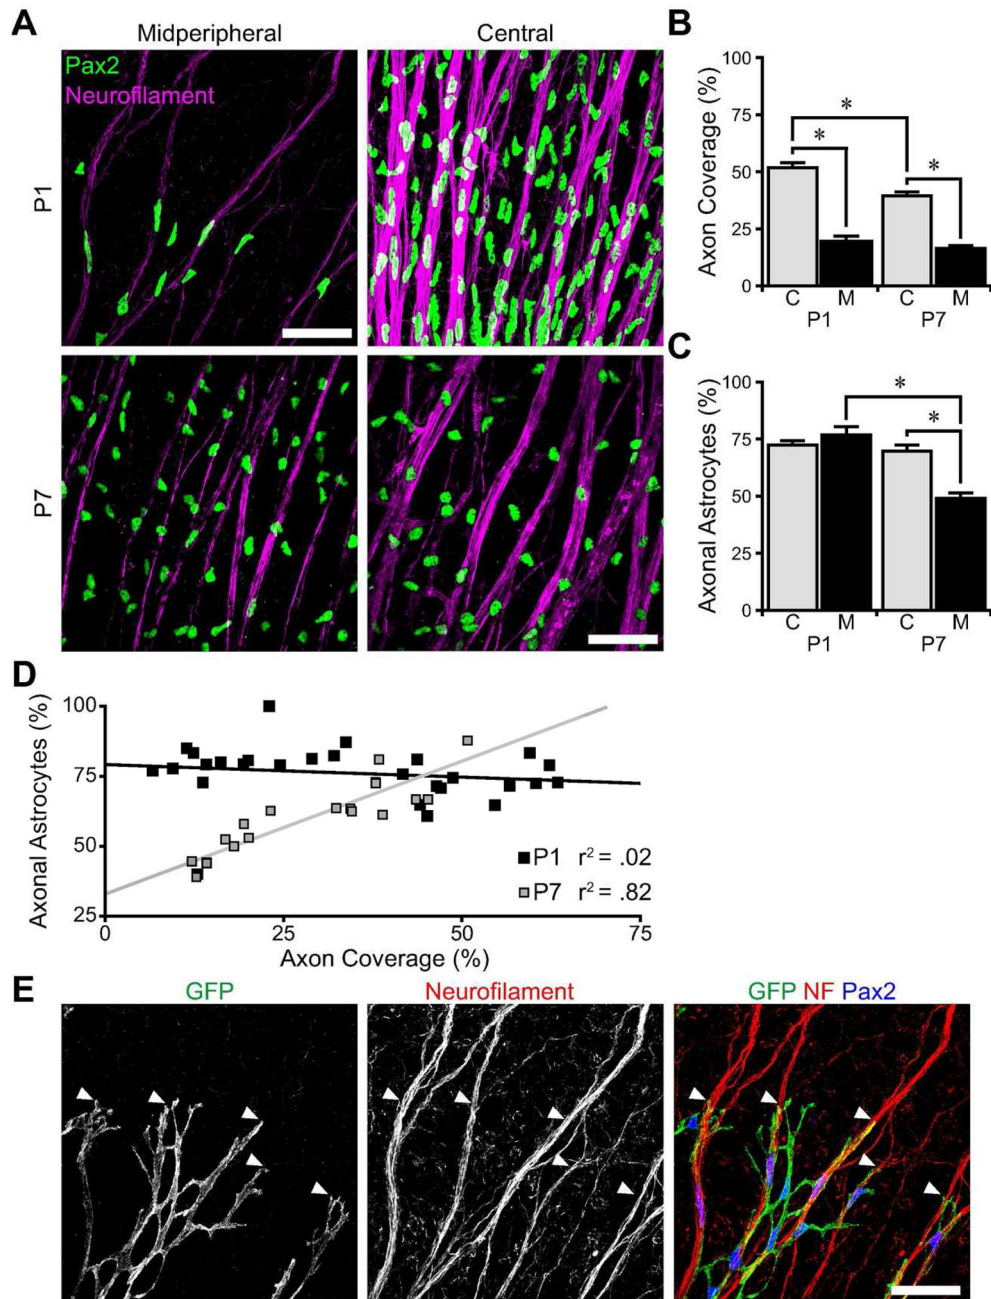 A
Midperipheral
Central
Pax2
Neurofilament
P1
P7
B
Axon Coverage (%)
100
75
50
25
0
*
*
*
C M C M
P1 P7
C
Axonal Astrocytes (%)
100
75
50
25
0
*
*
C M C M
P1 P7
D
Axonal Astrocytes (%)
100
75
50
25
0 25 50 75
Axon Coverage (%)
P1 r² = .02
P7 r² = .82
E
GFP
Neurofilament
GFP NF Pax2